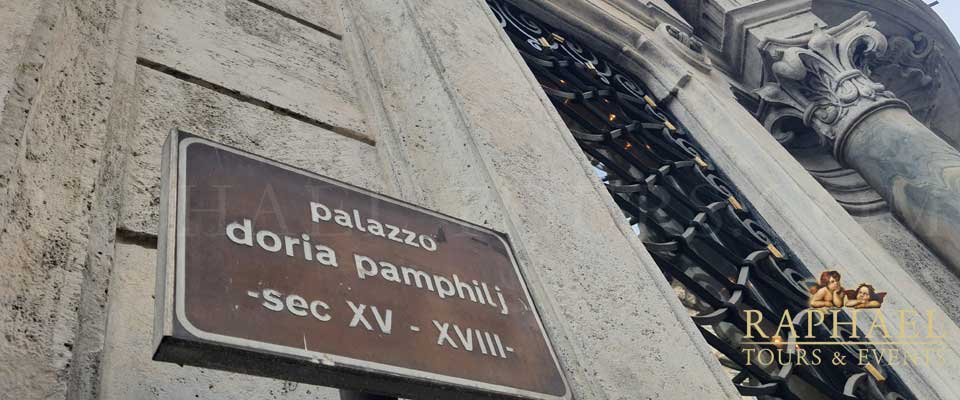 palazzo
doria pamphilj
-sec XV - XVIII-
RAPHAEL
TOURS & EVENTS